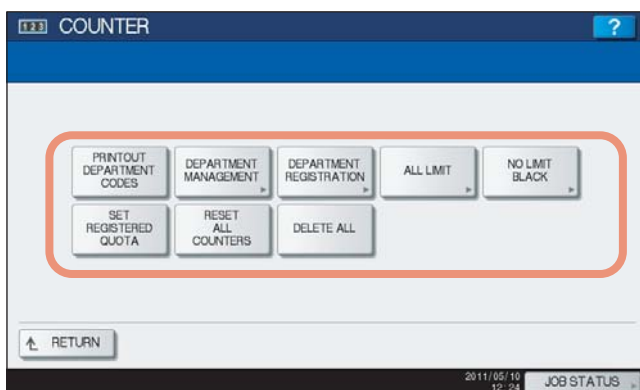 123 COUNTER
?
PRINTOUT
DEPARTMENT
CODES
DEPARTMENT
MANAGEMENT
DEPARTMENT
REGISTRATION
ALL LIMIT
NO LIMIT
BLACK
SET
REGISTERED
QUOTA
RESET
ALL
COUNTERS
DELETE ALL
RETURN
2011/05/10
12:24
JOB STATUS